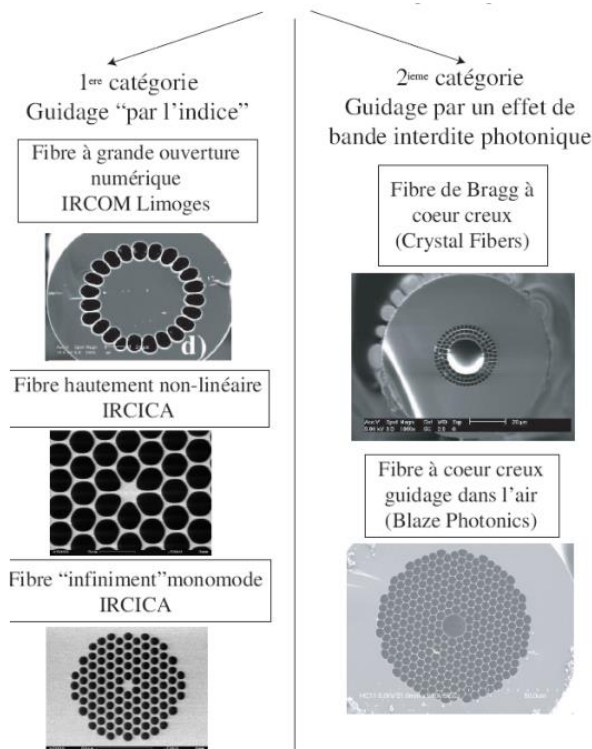 1ere catégorie
Guidage “par l’indice”
Fibre à grande ouverture
numérique
IRCOM Limoges
d)
Fibre hautement non-linéaire
IRCICA
Fibre “infiniment”monomode
IRCICA
2ieme catégorie
Guidage par un effet de
bande interdite photonique
Fibre de Bragg à
coeur creux
(Crystal Fibers)
Fibre à coeur creux
guidage dans l’air
(Blaze Photonics)